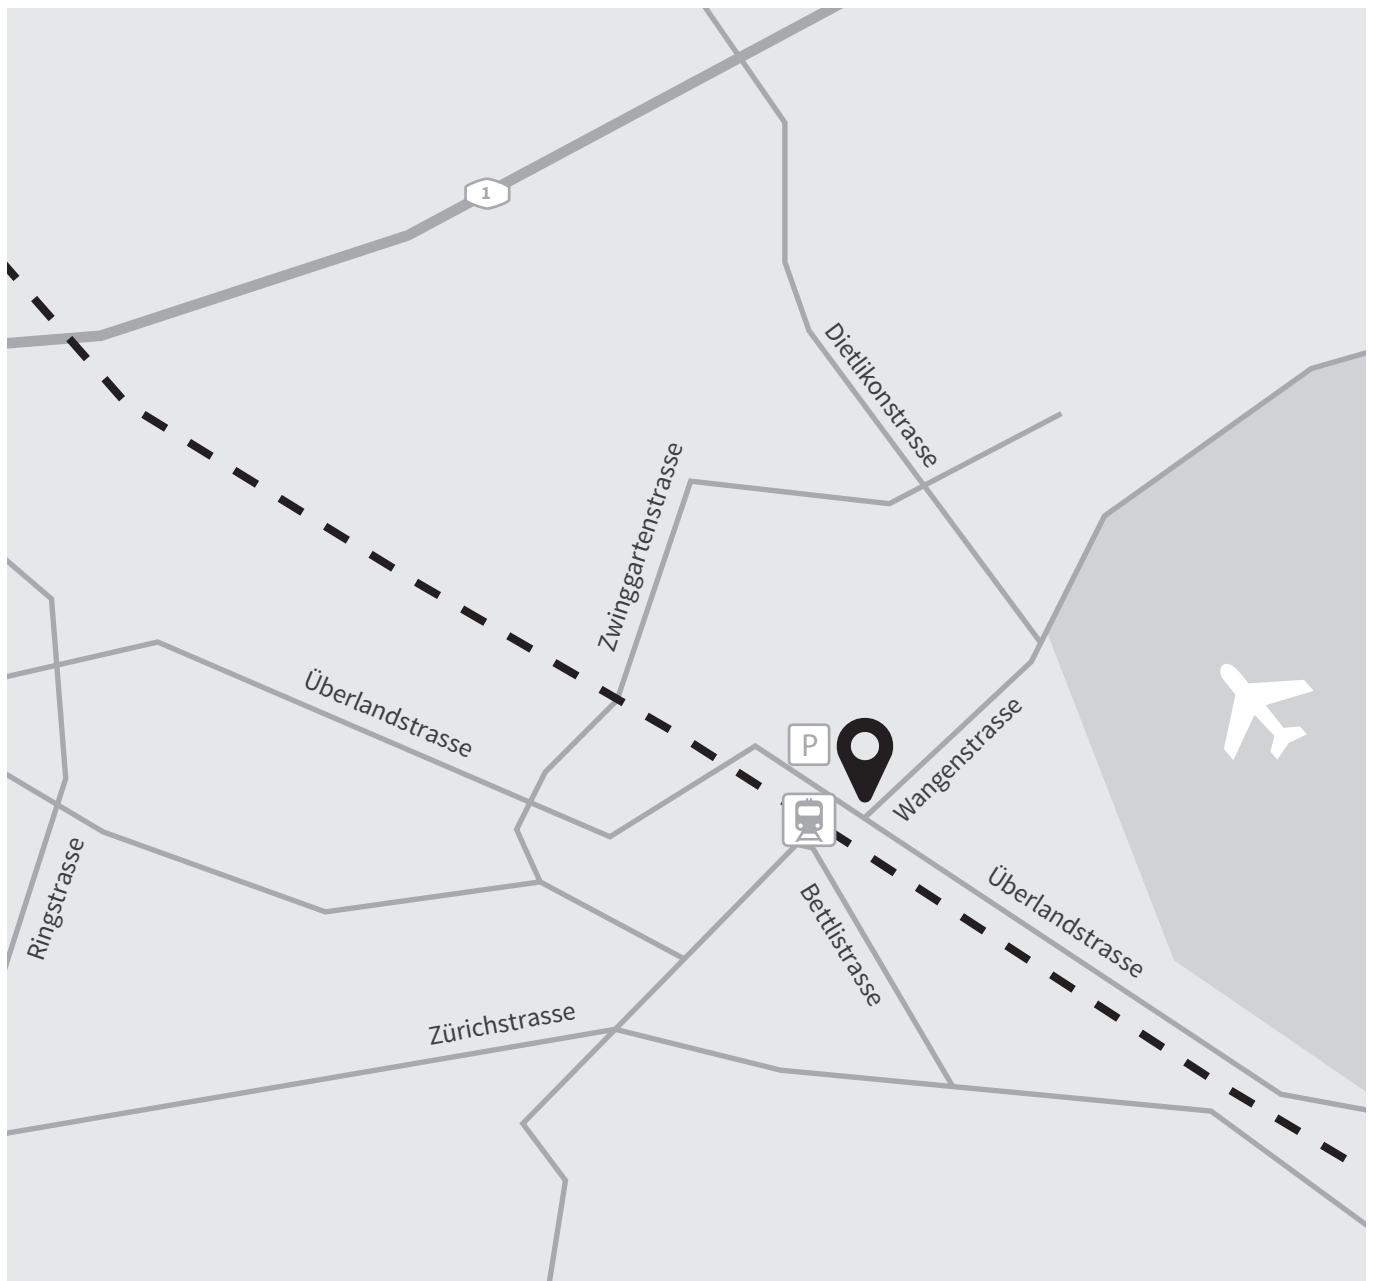 1
Dietlikonstrasse
Zwinggartenstrasse
Überlandstrasse
P
Wangenstrasse
Ringstrasse
Bettlistrasse
Überlandstrasse
Zürichstrasse